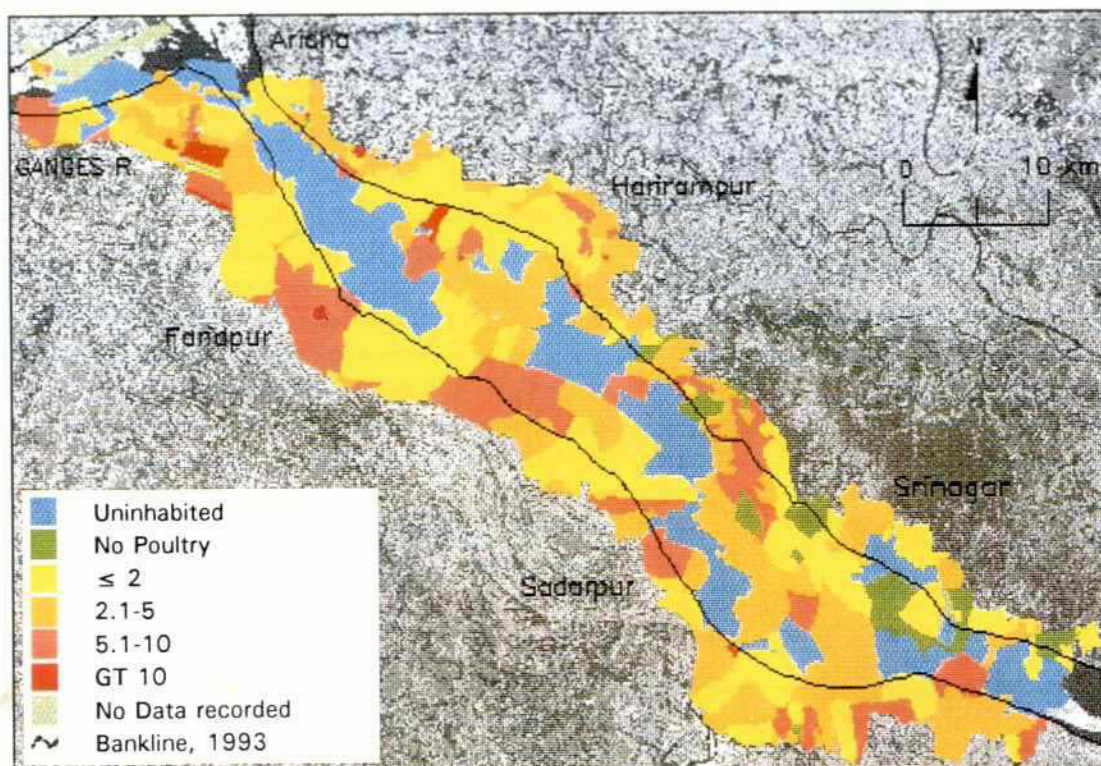 Aricha
N
GANGES R.
Harirampur
0 10 km
Faridpur
Srinagar
Sadarpur
Uninhabited
No Poultry
≤ 2
2.1-5
5.1-10
GT 10
No Data recorded
Bankline, 1993